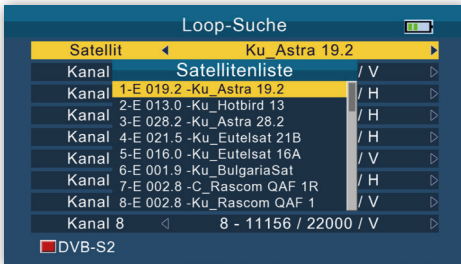 Loop-Suche
Satellit Ku_Astra 19.2
Kanal / V
Satellitenliste
Kanal / H
1-E 019.2 -Ku_Astra 19.2
Kanal / H
2-E 013.0 -Ku_Hotbird 13
3-E 028.2 -Ku_Astra 28.2
Kanal / H
4-E 021.5 -Ku_Eutelsat 21B
Kanal / V
5-E 016.0 -Ku_Eutelsat 16A
6-E 001.9 -Ku_BulgariaSat
Kanal / H
7-E 002.8 -C_Rascom QAF 1R
Kanal / V
8-E 002.8 -Ku_Rascom QAF 1
Kanal 8 8 - 11156 / 22000 / V
DVB-S2